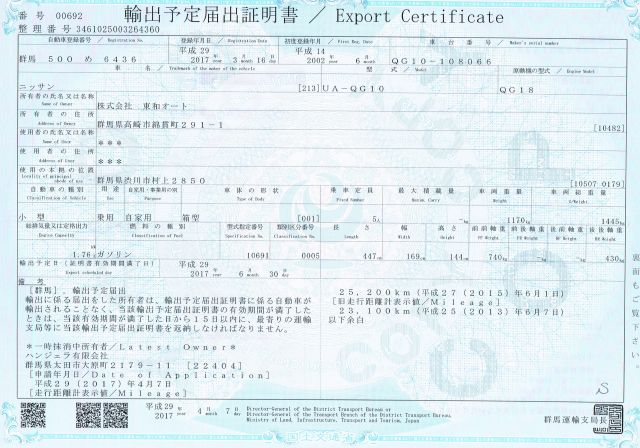 番号 00692
輸出予定届出証明書 / Export Certificate
整理番号 3461025003264360
自動車登録番号 / Registration No. 登録年月日 / Registration Date 初度登録年月 / First Reg. Date 車台番号 / Maker's serial number
平成 29 平成 14
群馬 500 め 6436 2017 年 3 月 16 日 2002 年 6 月 QG10-108066
車名 / Trademark of the maker of the vehicle 型式 / Model 原動機の型式 / Engine Model
ニッサン [213] UA-QG10 QG18
所有者の氏名又は名称
Name of Owner 株式会社 東和オート
所有者の住所
Address of Owner 群馬県高崎市綿貫町291-1 [10482]
使用者の氏名又は名称
Name of User ***
使用者の住所
Address of User ***
使用の本拠の位置
Locality of principal abode of use 群馬県渋川市村上2850 [10507 0179]
自動車の種別 用途 自家用・事業用の別 車体の形状 乗車定員 最大積載量 車両重量 車両総重量
Classification of Vehicle Use Purpose Type of Body Fixed Number Maxim. Carry Weight G/Weight
小型 乗用 自家用 箱型 [001] 5人 -kg 1170kg 1445kg
総排気量又は定格出力 燃料の種類 型式指定番号 類別区分番号 長さ 幅 高さ 前前軸重 前後軸重 後前軸重 後後軸重
Engine Capacity Classification of Fuel Specification No. Classification No. Length Width Height FF Weight FR Weight RF Weight RR Weight
1.76 ガソリン 10691 0005 447cm 169cm 144cm 740kg -kg -kg 430kg
輸出予定日(証明書有効期間満了日) 平成 29
Export scheduled day 2017 年 6 月 30 日
備考
[群馬], 輸出予定届出
輸出に係る届出をした所有者は、輸出予定届出証明書に係る自動車が
輸出されることなく、当該輸出予定届出証明書の有効期間が満了した
ときは、当該有効期間が満了した日から15日以内に、最寄りの運輸
支局等に当該輸出予定届出証明書を返納しなければなりません。
25,200km(平成27(2015)年6月1日)
[旧走行距離計表示値/Mileage]
23,100km(平成25(2013)年6月7日)
以下余白
*一時抹消中所有者/Latest Owner*
ハンジェラ有限会社
群馬県太田市大原町2179-11 [22404]
[申請年月日/Date of Application]
平成29(2017)年4月7日
[走行距離計表示値/Mileage]
裏面もご覧下さい。
平成 29
2017 年 4 月 7 日
Director-General of the District Transport Bureau or
Director-General of the Transport Branch of the District Transport Bureau,
Ministry of Land, Infrastructure, Transport and Tourism, Japan
群馬運輸支局長
国土交通省